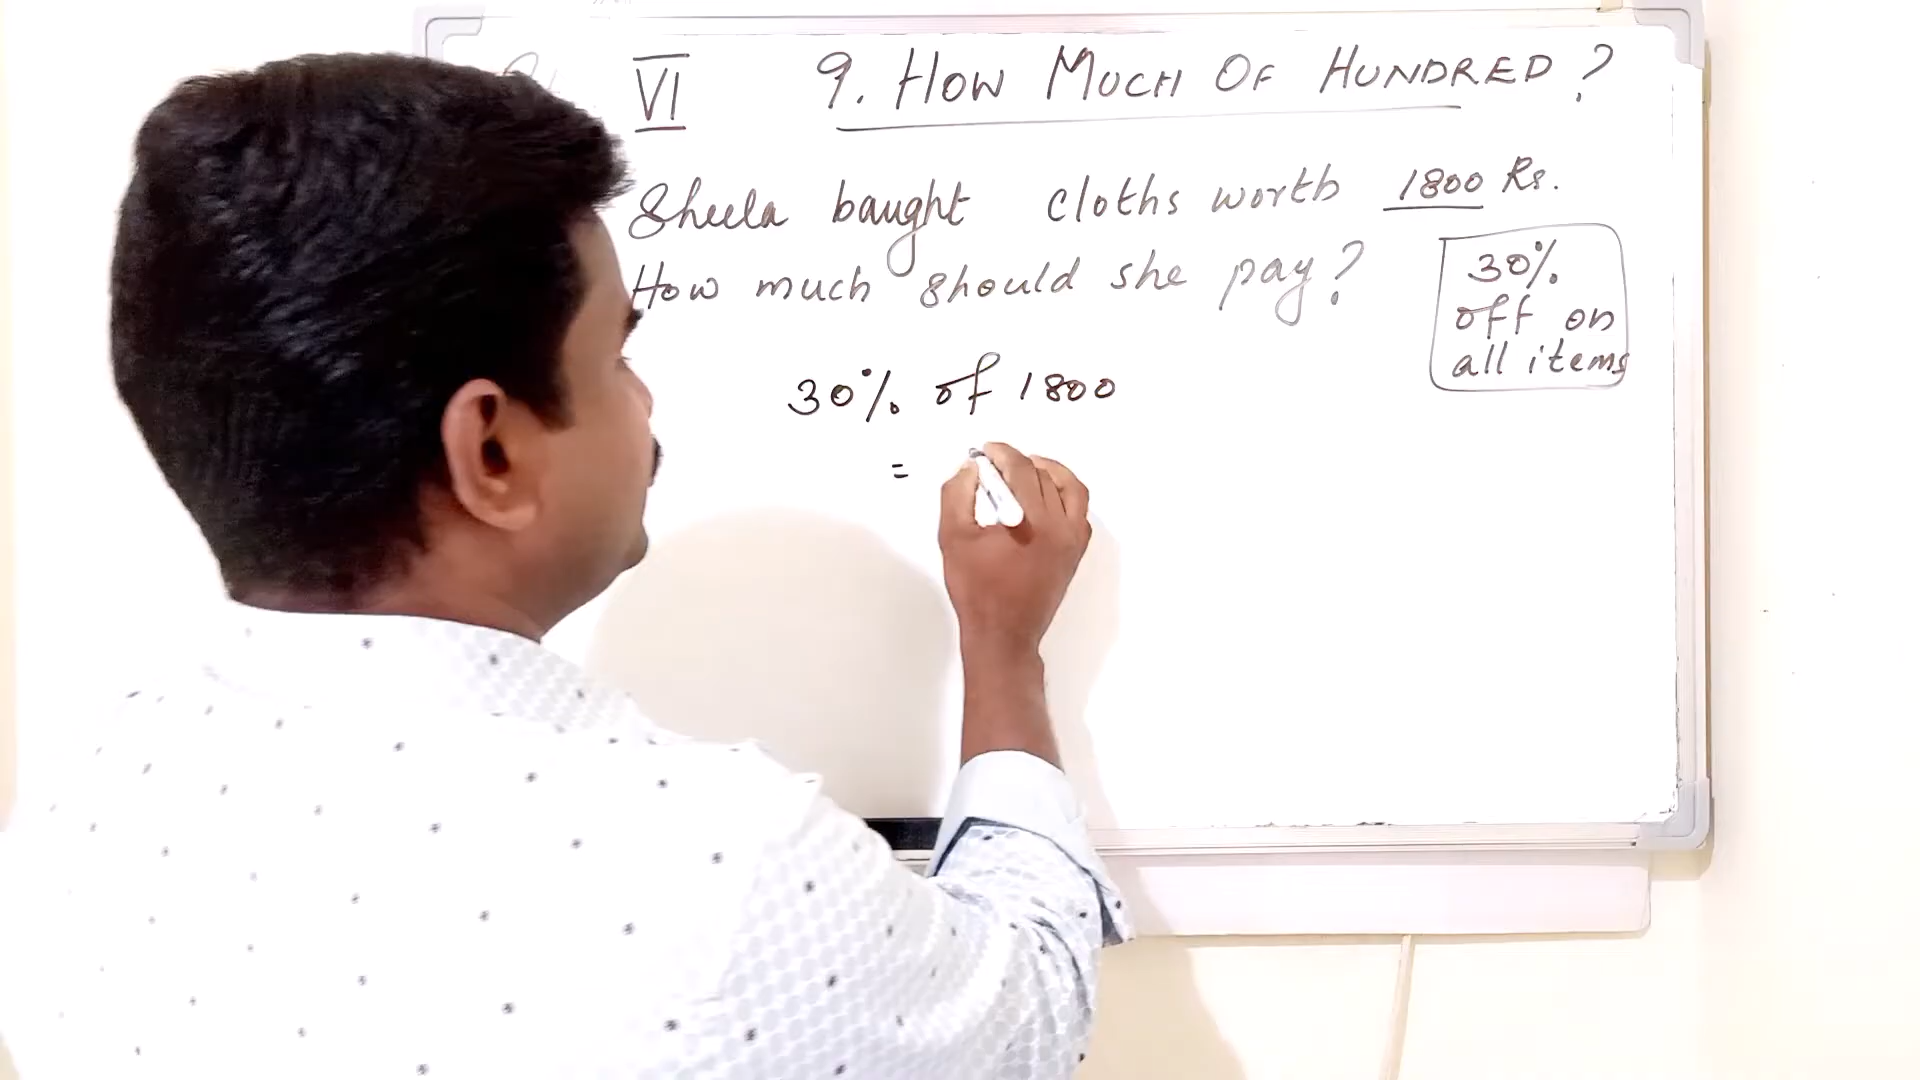 VI 9. HOW MUCH OF HUNDRED ?
Sheela baught cloths worth 1800 Rs.
How much should she pay?
30%
off on
all items
30% of 1800
=